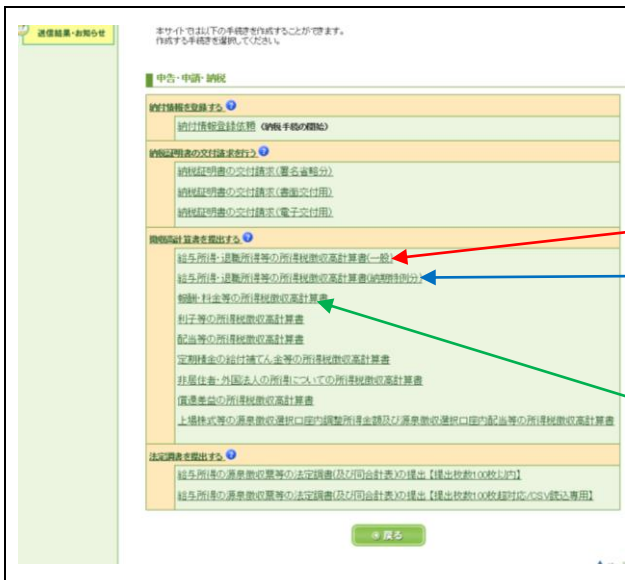 送信結果・お知らせ
本サイトでは以下の手続きを作成することができます。
作成する手続きを選択してください。
申告・申請・納税
納付情報を登録する
納付情報登録依頼 (納税手続の開始)
納税証明書の交付請求を行う
納税証明書の交付請求(署名省略分)
納税証明書の交付請求(書面交付用)
納税証明書の交付請求(電子交付用)
徴収高計算書を提出する
給与所得・退職所得等の所得税徴収高計算書(一般)
給与所得・退職所得等の所得税徴収高計算書(納期特例分)
報酬・料金等の所得税徴収高計算書
利子等の所得税徴収高計算書
配当等の所得税徴収高計算書
定期積金の給付補てん金等の所得税徴収高計算書
非居住者・外国法人の所得についての所得税徴収高計算書
償還差益の所得税徴収高計算書
上場株式等の源泉徴収選択口座内調整所得金額及び源泉徴収選択口座内配当等の所得税徴収高計算書
法定調書を提出する
給与所得の源泉徴収票等の法定調書(及び同合計表)の提出【提出枚数100枚以内】
給与所得の源泉徴収票等の法定調書(及び同合計表)の提出【提出枚数100枚超対応/CSV読込専用】
戻る